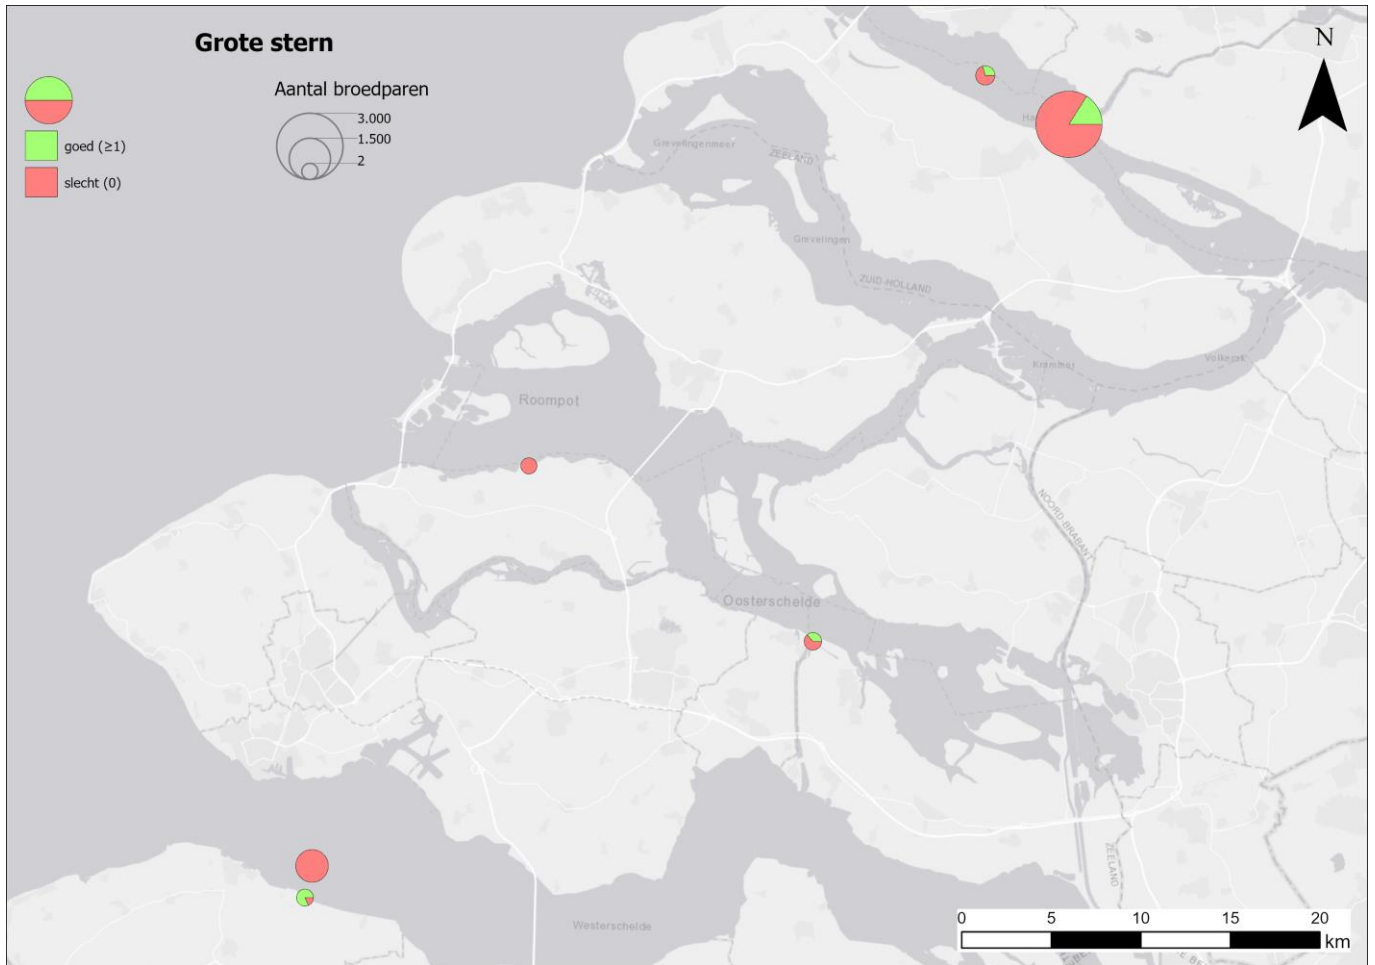 Grote stern
N
Aantal broedparen
3.000
1.500
2
goed (≥1)
slecht (0)
Grevelingenmeer
ZEELAND
Grevelingen
ZUID-HOLLAND
Krammer
Volkerak
Roompot
NOORD-BRABANT
Oosterschelde
ZEELAND
Westerschelde
0 5 10 15 20
km